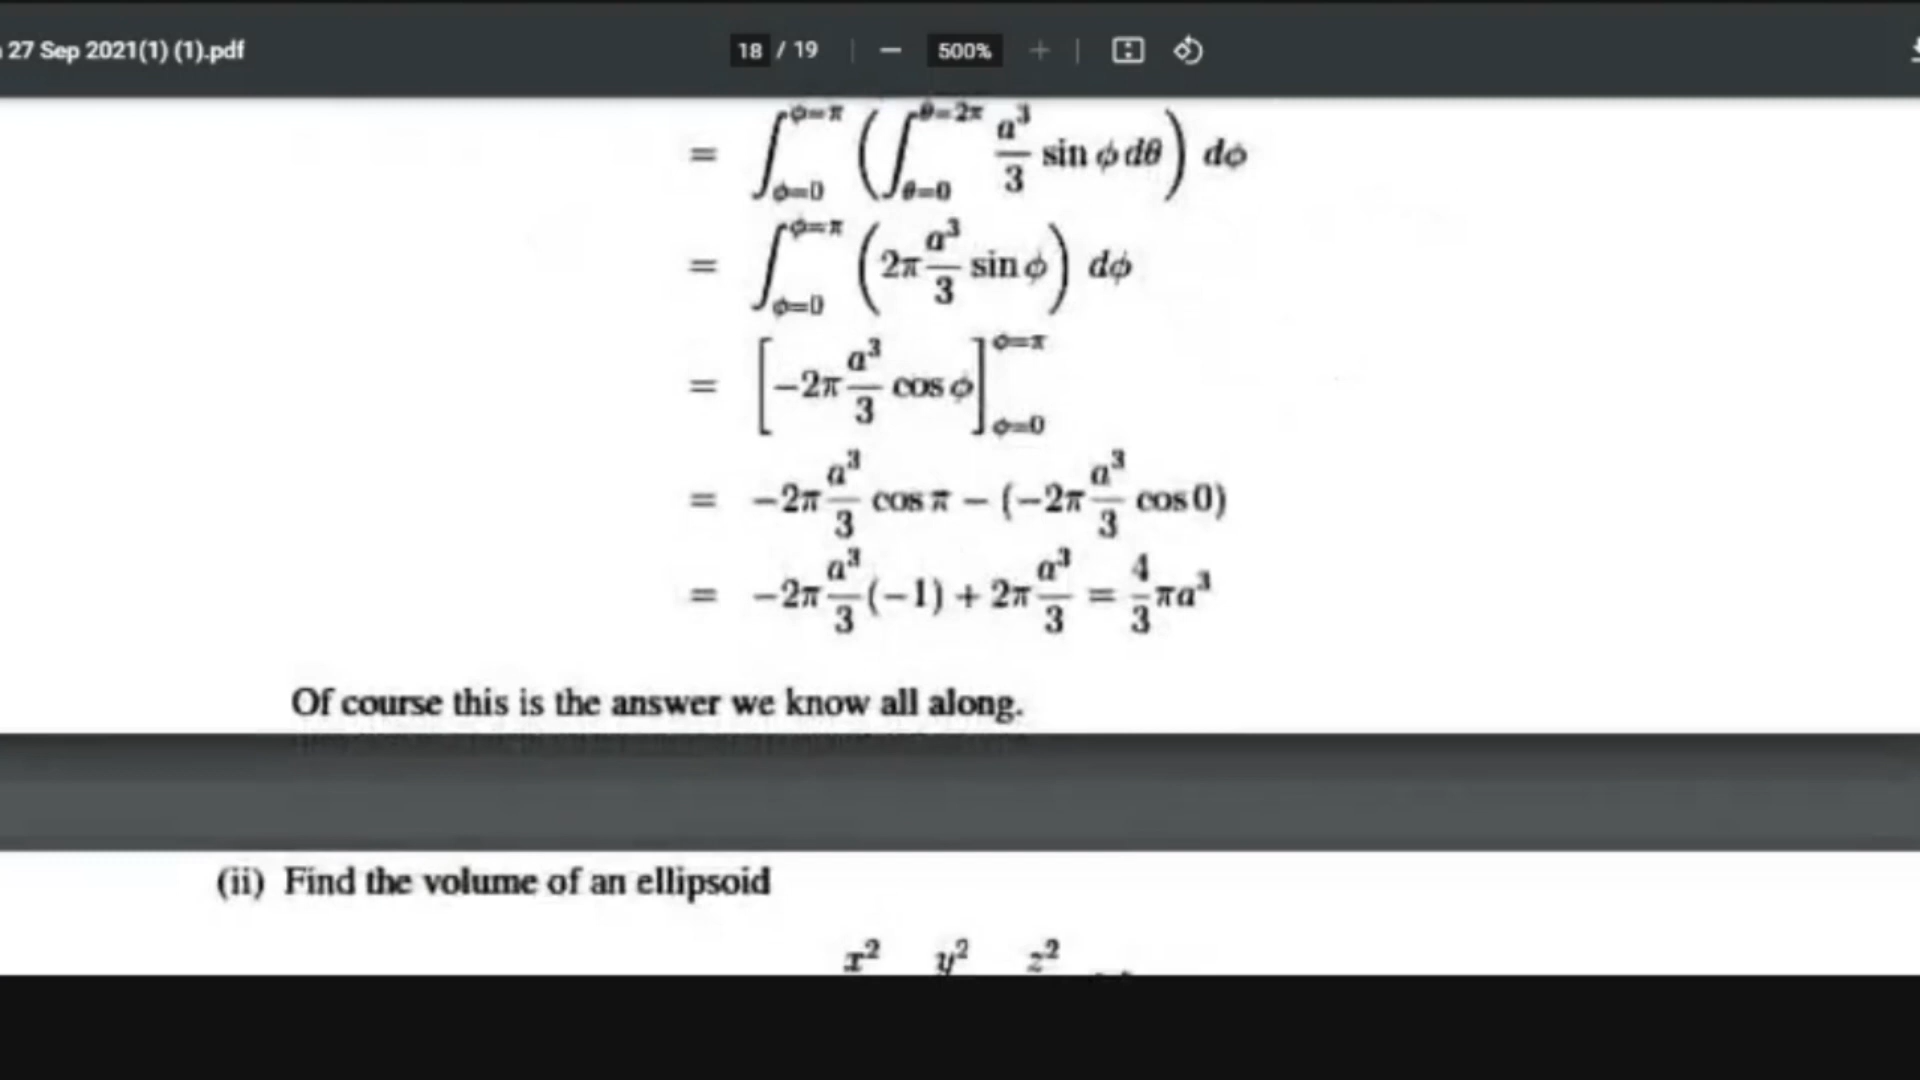 27 Sep 2021(1) (1).pdf 18 / 19 | − 500% + |
= ∫_{ϕ=0}^{ϕ=π} (∫_{θ=0}^{θ=2π} a³/3 sin ϕ dθ) dϕ
= ∫_{ϕ=0}^{ϕ=π} (2π a³/3 sin ϕ) dϕ
= [−2π a³/3 cos ϕ]_{ϕ=0}^{ϕ=π}
= −2π a³/3 cos π − (−2π a³/3 cos 0)
= −2π a³/3 (−1) + 2π a³/3 = 4/3 πa³
Of course this is the answer we know all along.
(ii) Find the volume of an ellipsoid
x² y² z²